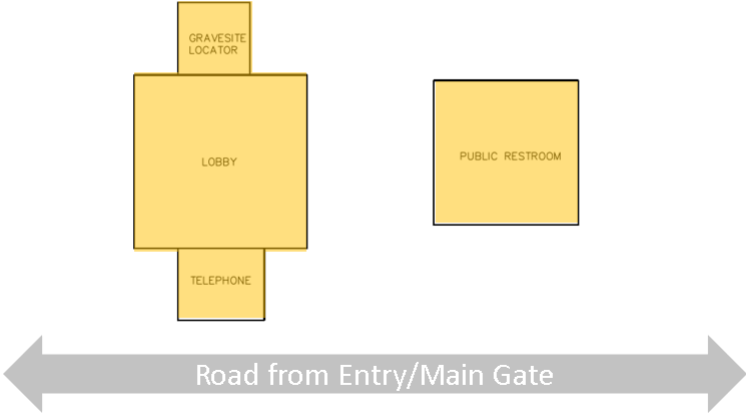 GRAVESITE
LOCATOR
LOBBY
PUBLIC RESTROOM
TELEPHONE
Road from Entry/Main Gate